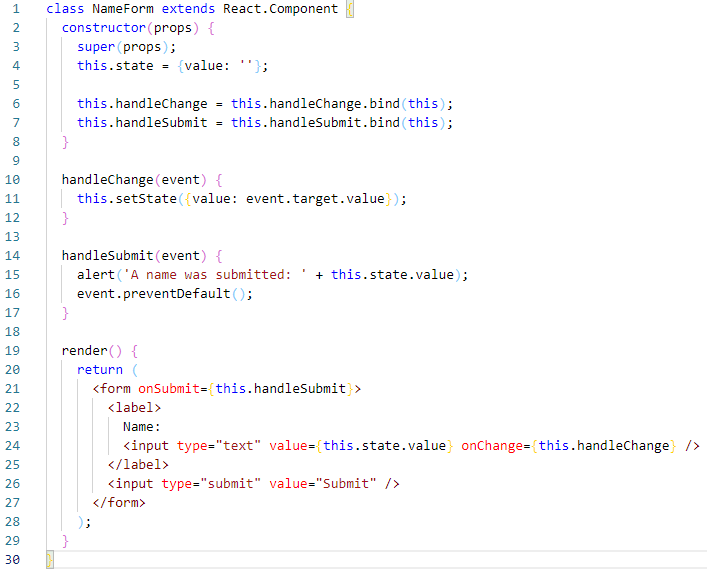 1 class NameForm extends React.Component {
2   constructor(props) {
3     super(props);
4     this.state = {value: ''};
5
6     this.handleChange = this.handleChange.bind(this);
7     this.handleSubmit = this.handleSubmit.bind(this);
8   }
9
10   handleChange(event) {
11     this.setState({value: event.target.value});
12   }
13
14   handleSubmit(event) {
15     alert('A name was submitted: ' + this.state.value);
16     event.preventDefault();
17   }
18
19   render() {
20     return (
21       <form onSubmit={this.handleSubmit}>
22         <label>
23           Name:
24           <input type="text" value={this.state.value} onChange={this.handleChange} />
25         </label>
26         <input type="submit" value="Submit" />
27       </form>
28     );
29   }
30 }